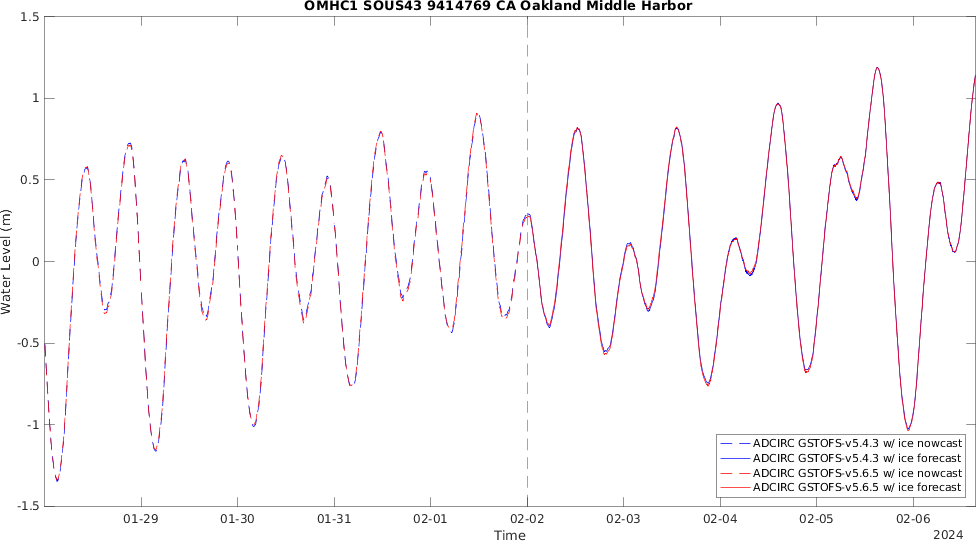 OMHC1 SOUS43 9414769 CA Oakland Middle Harbor
1.5
1
0.5
0
-0.5
-1
-1.5
Water Level (m)
01-29
01-30
01-31
02-01
02-02
02-03
02-04
02-05
02-06
Time
2024
ADCIRC GSTOFS-v5.4.3 w/ ice nowcast
ADCIRC GSTOFS-v5.4.3 w/ ice forecast
ADCIRC GSTOFS-v5.6.5 w/ ice nowcast
ADCIRC GSTOFS-v5.6.5 w/ ice forecast